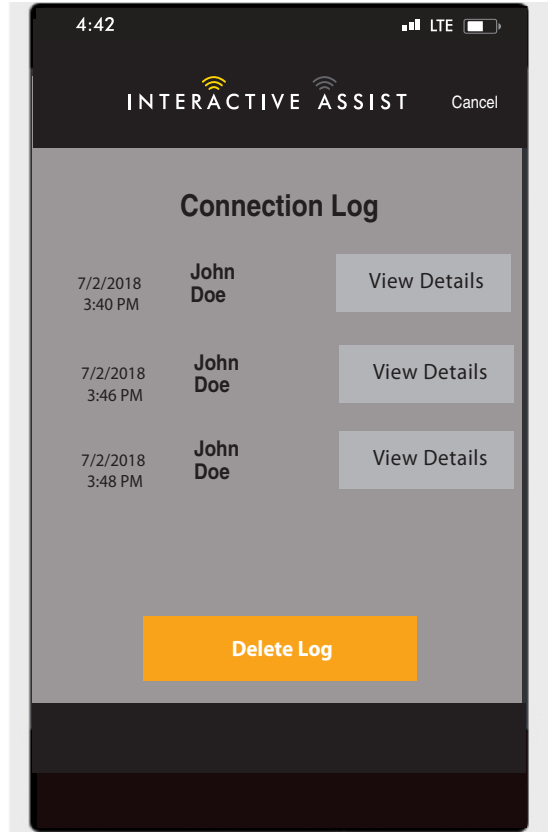 4:42
LTE
INTERACTIVE ASSIST
Cancel
Connection Log
7/2/2018
3:40 PM
John
Doe
View Details
7/2/2018
3:46 PM
John
Doe
View Details
7/2/2018
3:48 PM
John
Doe
View Details
Delete Log